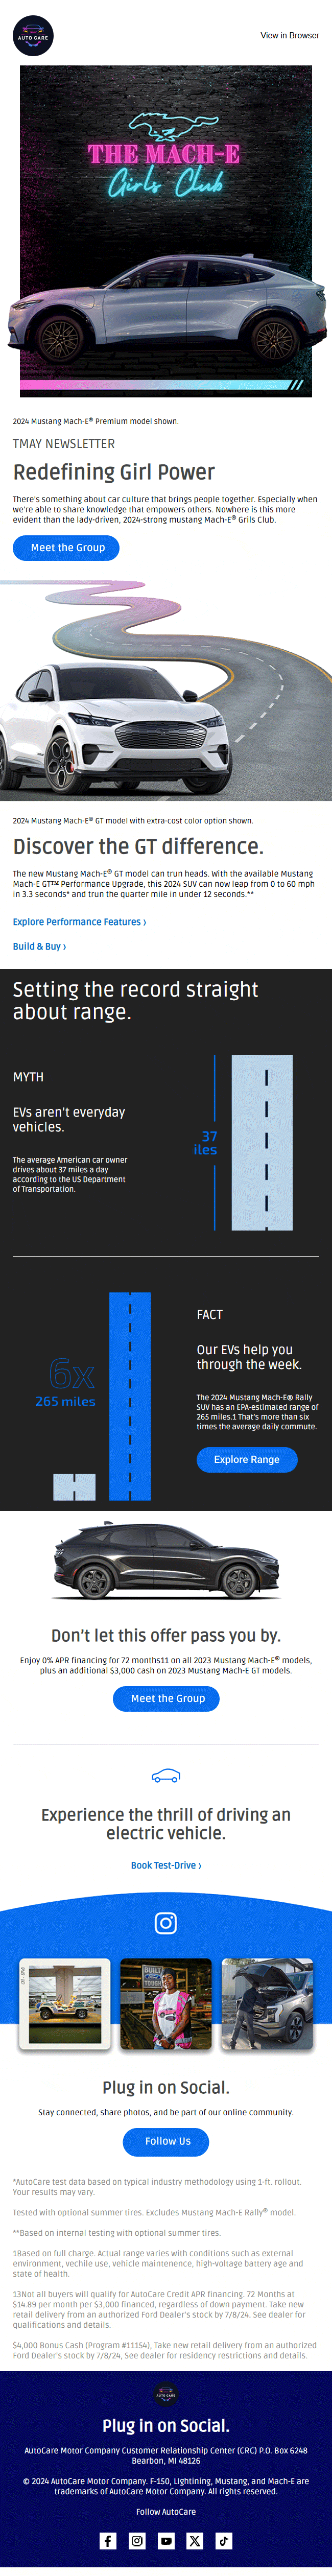 AUTO CARE
View in Browser
THE MACH-E
Girls Club
2024 Mustang Mach-E® Premium model shown.
TMAY NEWSLETTER
Redefining Girl Power
There's something about car culture that brings people together. Especially when
we're able to share knowledge that empowers others. Nowhere is this more
evident than the lady-driven, 2024-strong mustang Mach-E® Grils Club.
Meet the Group
2024 Mustang Mach-E® GT model with extra-cost color option shown.
Discover the GT difference.
The new Mustang Mach-E® GT model can trun heads. With the available Mustang
Mach-E GT™ Performance Upgrade, this 2024 SUV can now leap from 0 to 60 mph
in 3.3 seconds* and trun the quarter mile in under 12 seconds.**
Explore Performance Features ›
Build & Buy ›
Setting the record straight
about range.
MYTH
EVs aren't everyday
vehicles.
The average American car owner
drives about 37 miles a day
according to the US Department
of Transportation.
37
iles
6x
265 miles
FACT
Our EVs help you
through the week.
The 2024 Mustang Mach-E® Rally
SUV has an EPA-estimated range of
265 miles.1 That's more than six
times the average daily commute.
Explore Range
Don't let this offer pass you by.
Enjoy 0% APR financing for 72 months11 on all 2023 Mustang Mach-E® models,
plus an additional $3,000 cash on 2023 Mustang Mach-E GT models.
Meet the Group
Experience the thrill of driving an
electric vehicle.
Book Test-Drive ›
BUILT
TOUGH
Plug in on Social.
Stay connected, share photos, and be part of our online community.
Follow Us
*AutoCare test data based on typical industry methodology using 1-ft. rollout.
Your results may vary.
Tested with optional summer tires. Excludes Mustang Mach-E Rally® model.
**Based on internal testing with optional summer tires.
1Based on full charge. Actual range varies with conditions such as external
environment, vechile use, vehicle maintenence, high-voltage battery age and
state of health.
13Not all buyers will qualify for AutoCare Credit APR financing. 72 Months at
$14.89 per month per $3,000 financed, regardless of down payment. Take new
retail delivery from an authorized Ford Dealer's stock by 7/8/24. See dealer for
qualifications and details.
$4,000 Bonus Cash (Program #11154), Take new retail delivery from an authorized
Ford Dealer's stock by 7/8/24, See dealer for residency restrictions and details.
AUTO CARE
Plug in on Social.
AutoCare Motor Company Customer Relationship Center (CRC) P.O. Box 6248
Bearbon, MI 48126
© 2024 AutoCare Motor Company. F-150, LIghtining, Mustang, and Mach-E are
trademarks of AutoCare Motor Company. All rights reserved.
Follow AutoCare